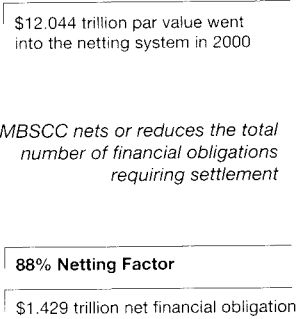 $12.044 trillion par value went
into the netting system in 2000
MBSCC nets or reduces the total
number of financial obligations
requiring settlement
88% Netting Factor
$1.429 trillion net financial obligation